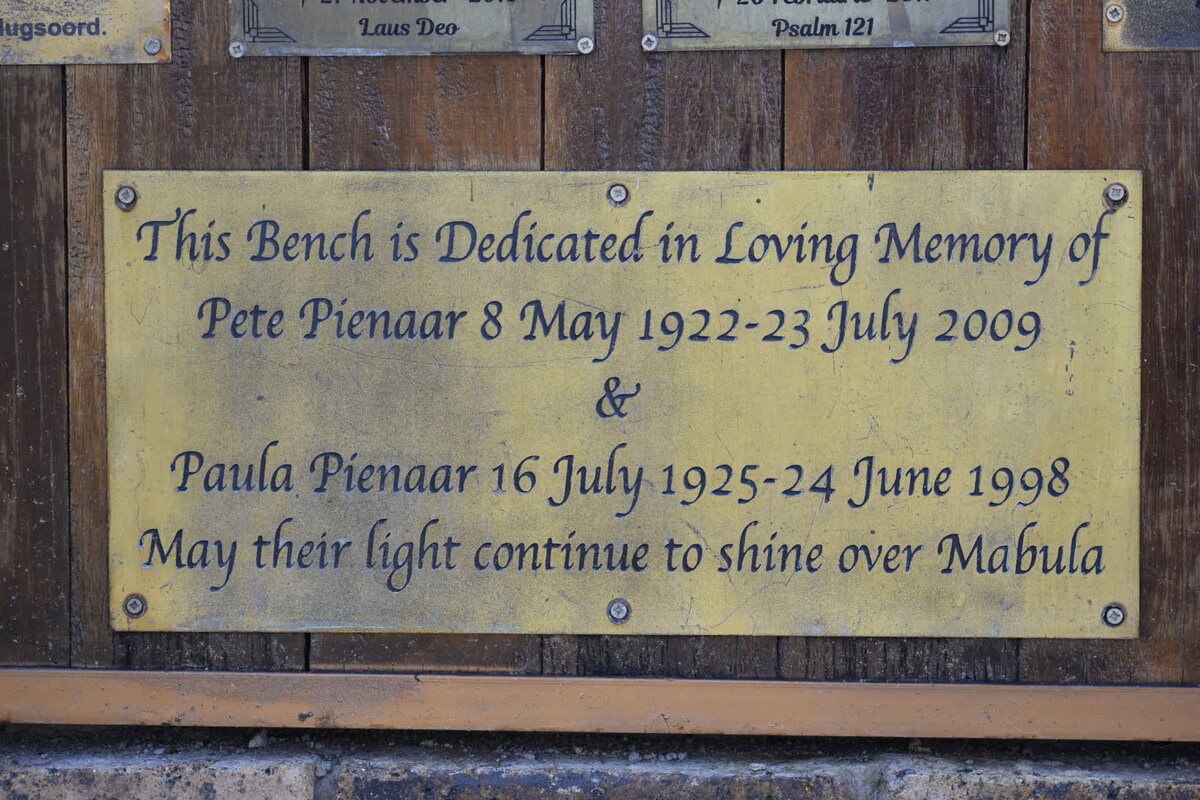 lugsoord.
Laus Deo
Psalm 121
This Bench is Dedicated in Loving Memory of
Pete Pienaar 8 May 1922-23 July 2009
&
Paula Pienaar 16 July 1925-24 June 1998
May their light continue to shine over Mabula